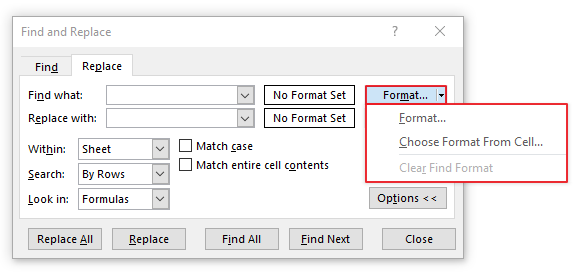 Find and Replace
?
Find
Replace
Find what:
No Format Set
Format...
Replace with:
No Format Set
Format...
Choose Format From Cell...
Clear Find Format
Within:
Sheet
Match case
Search:
By Rows
Match entire cell contents
Look in:
Formulas
Options <<
Replace All
Replace
Find All
Find Next
Close